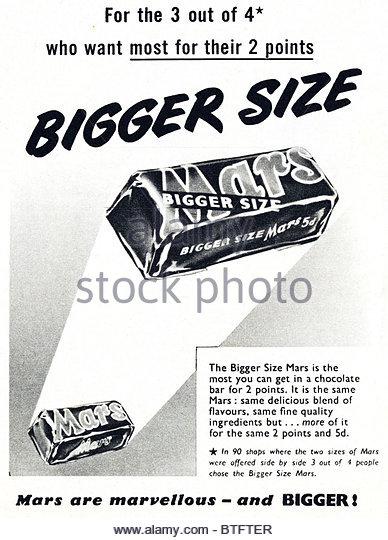 For the 3 out of 4*
who want most for their 2 points
BIGGER SIZE
Mars
BIGGER SIZE
BIGGER SIZE Mars 5d
alamy
stock photo
Mars
Mars
The Bigger Size Mars is the
most you can get in a chocolate
bar for 2 points. It is the same
Mars : same delicious blend of
flavours, same fine quality
ingredients but . . . more of it
for the same 2 points and 5d.
★ In 90 shops where the two sizes of Mars
were offered side by side 3 out of 4 people
chose the Bigger Size Mars.
Mars are marvellous – and BIGGER!
www.alamy.com - BTFTER